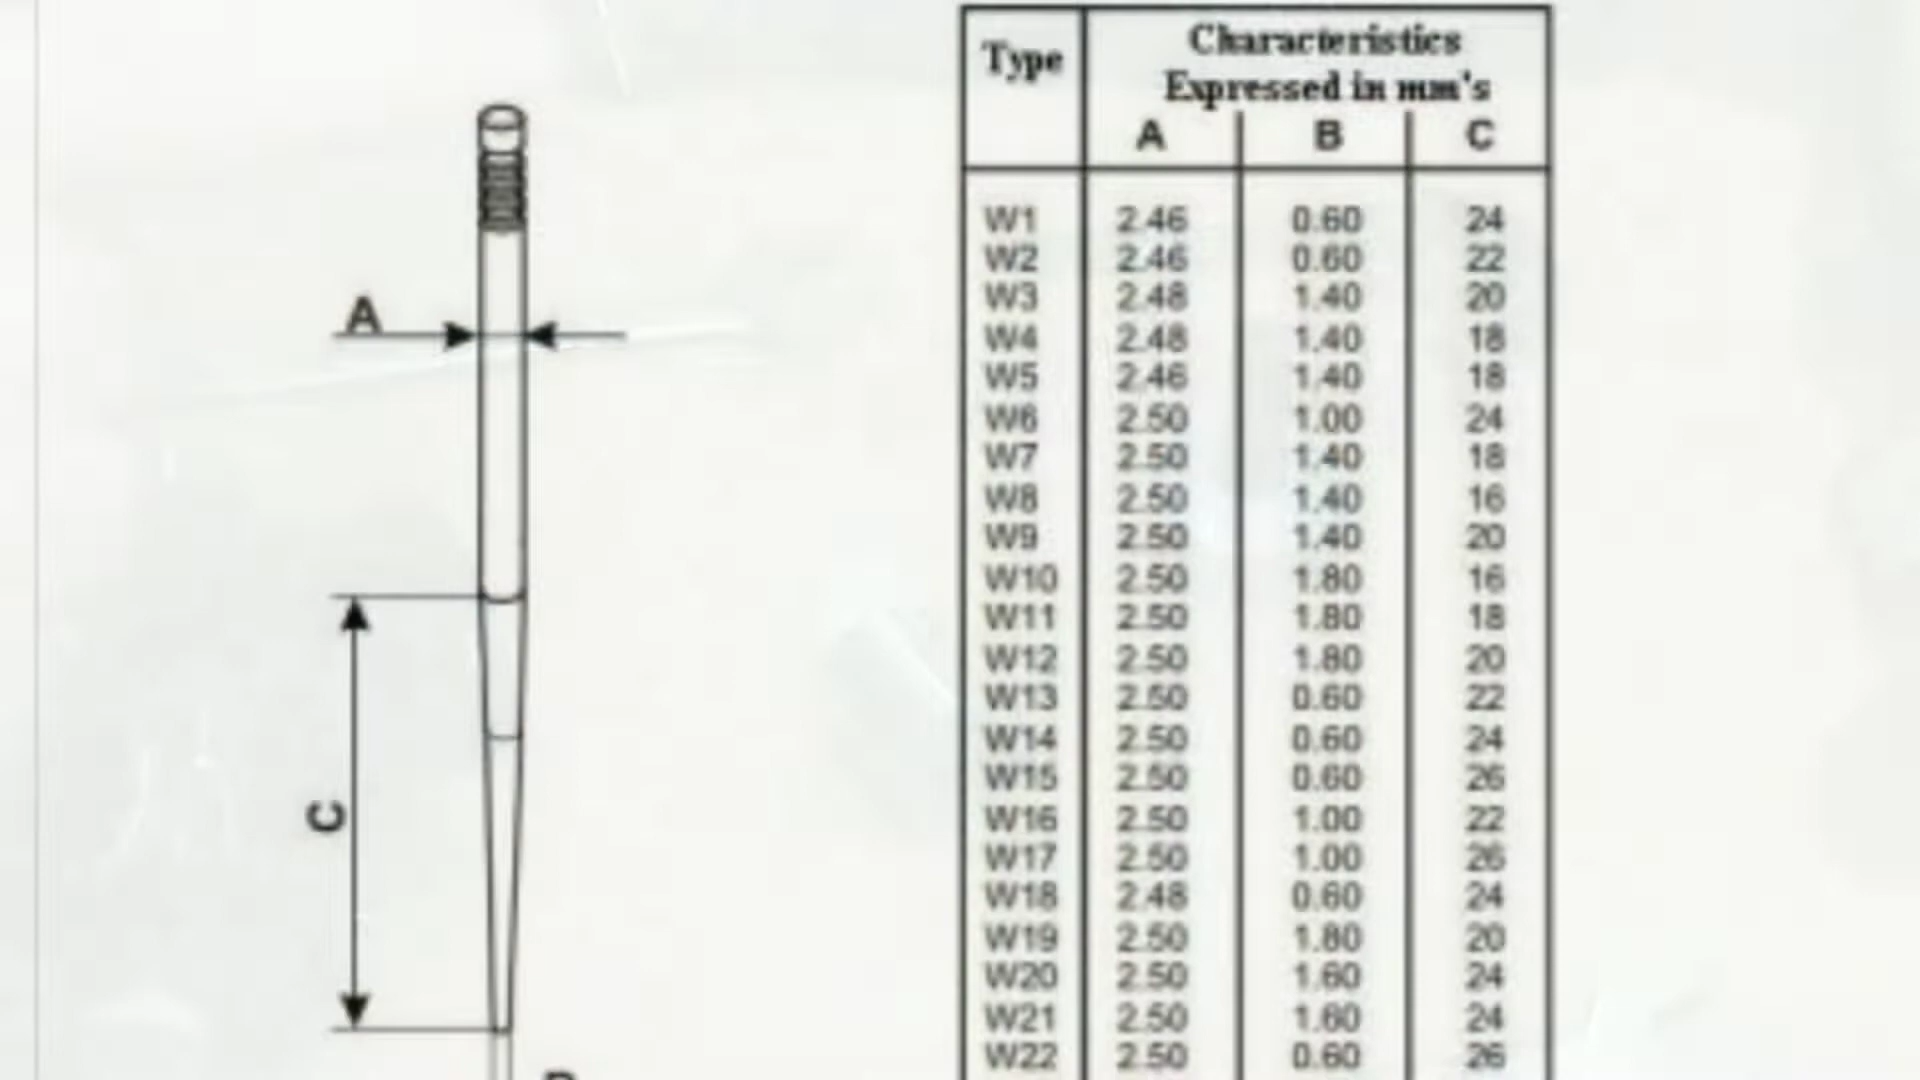 Type
Characteristics
Expressed in mm's
A B C
W1 2.46 0.60 24
W2 2.46 0.60 22
W3 2.48 1.40 20
W4 2.48 1.40 18
W5 2.46 1.40 18
W6 2.50 1.00 24
W7 2.50 1.40 18
W8 2.50 1.40 16
W9 2.50 1.40 20
W10 2.50 1.80 16
W11 2.50 1.80 18
W12 2.50 1.80 20
W13 2.50 0.60 22
W14 2.50 0.60 24
W15 2.50 0.60 26
W16 2.50 1.00 22
W17 2.50 1.00 26
W18 2.48 0.60 24
W19 2.50 1.80 20
W20 2.50 1.60 24
W21 2.50 1.60 24
W22 2.50 0.60 26
A
C